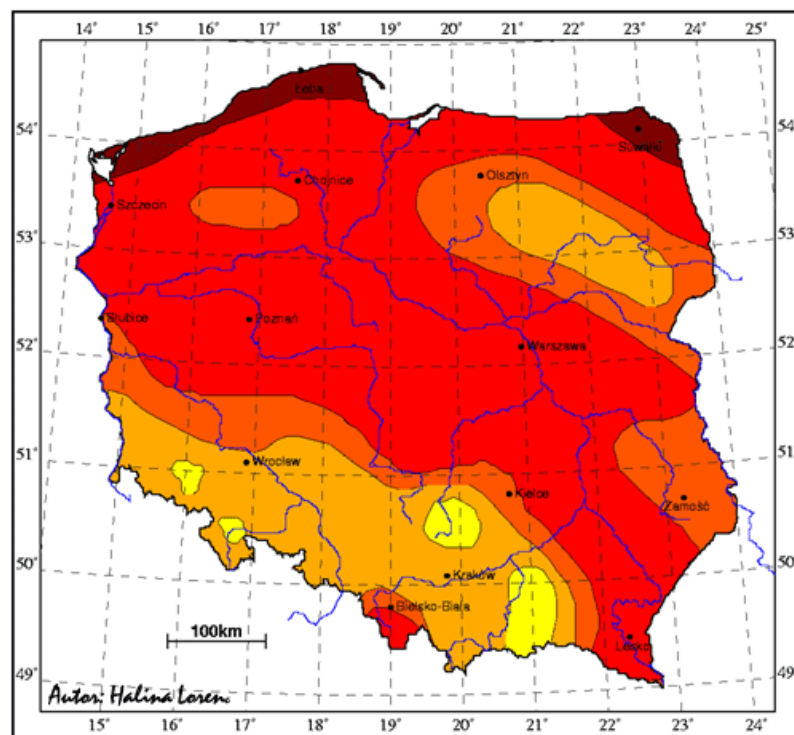 14° 15° 16° 17° 18° 19° 20° 21° 22° 23° 24° 25°
Łeba
54° 54°
Suwałki
Chojnice
Olsztyn
Szczecin
53° 53°
Słubice
Poznań
Warszawa
52° 52°
51° 51°
Wrocław
Kielce
Zamość
50° 50°
Kraków
Bielsko-Biała
100km
Lesko
49° 49°
Autor: Halina Lorenc
15° 16° 17° 18° 19° 20° 21° 22° 23° 24°